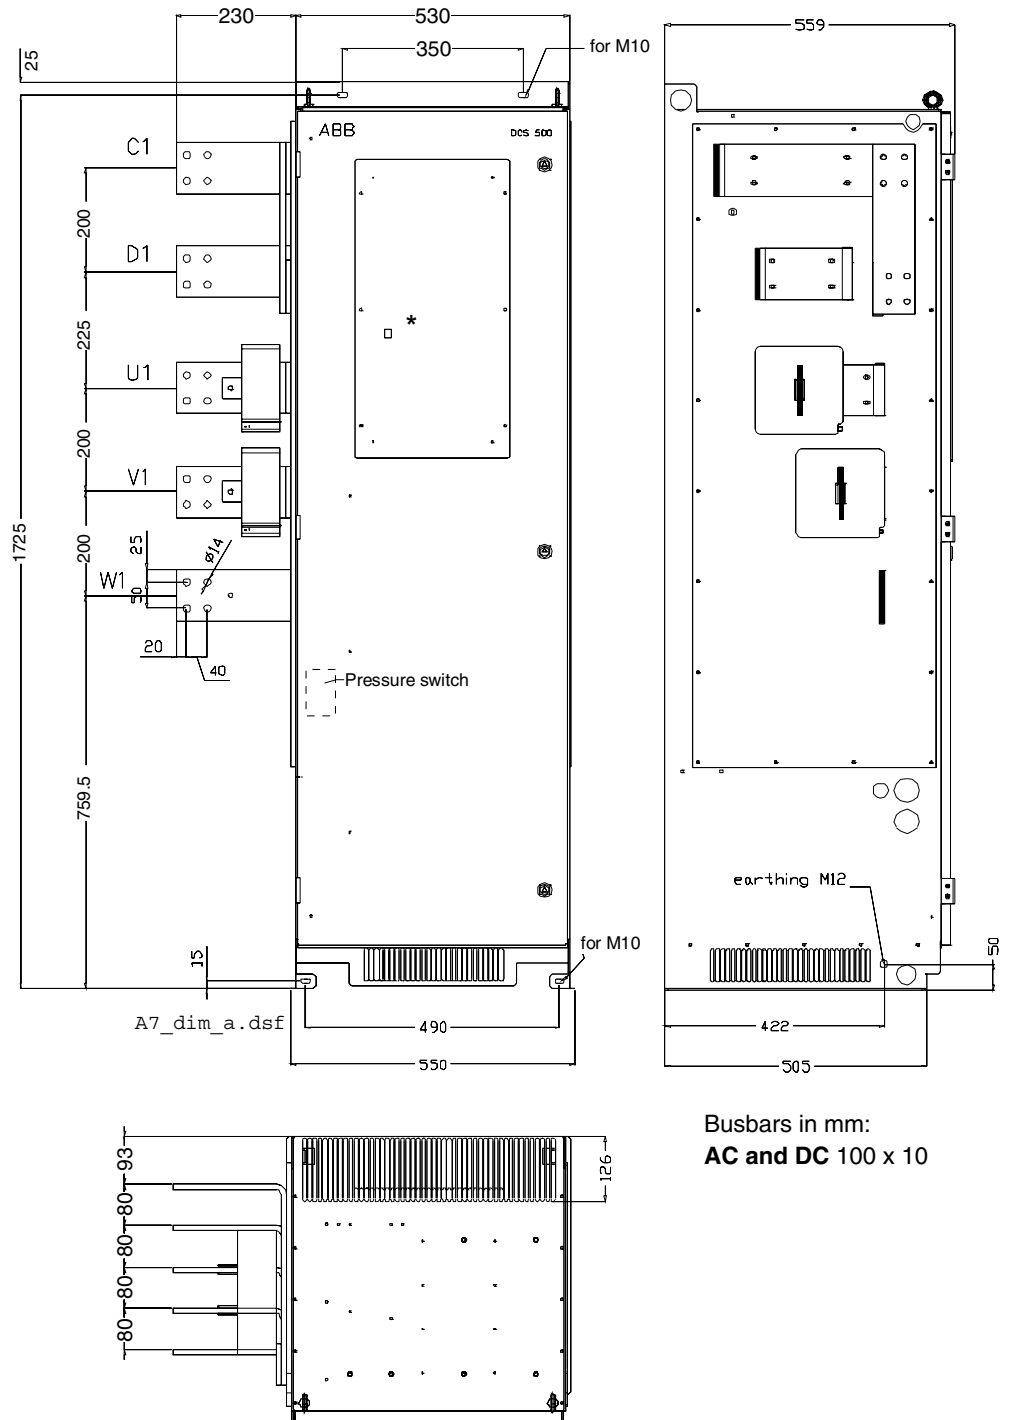 230
530
559
350
for M10
25
ABB
DCS 500
C1
200
D1
*
225
U1
200
V1
1725
200
25
Ø14
W1
50
20
40
Pressure switch
759.5
earthing M12
for M10
15
50
A7_dim_a.dsf
490
422
550
505
Busbars in mm:
AC and DC 100 x 10
93
126
80
80
80
80